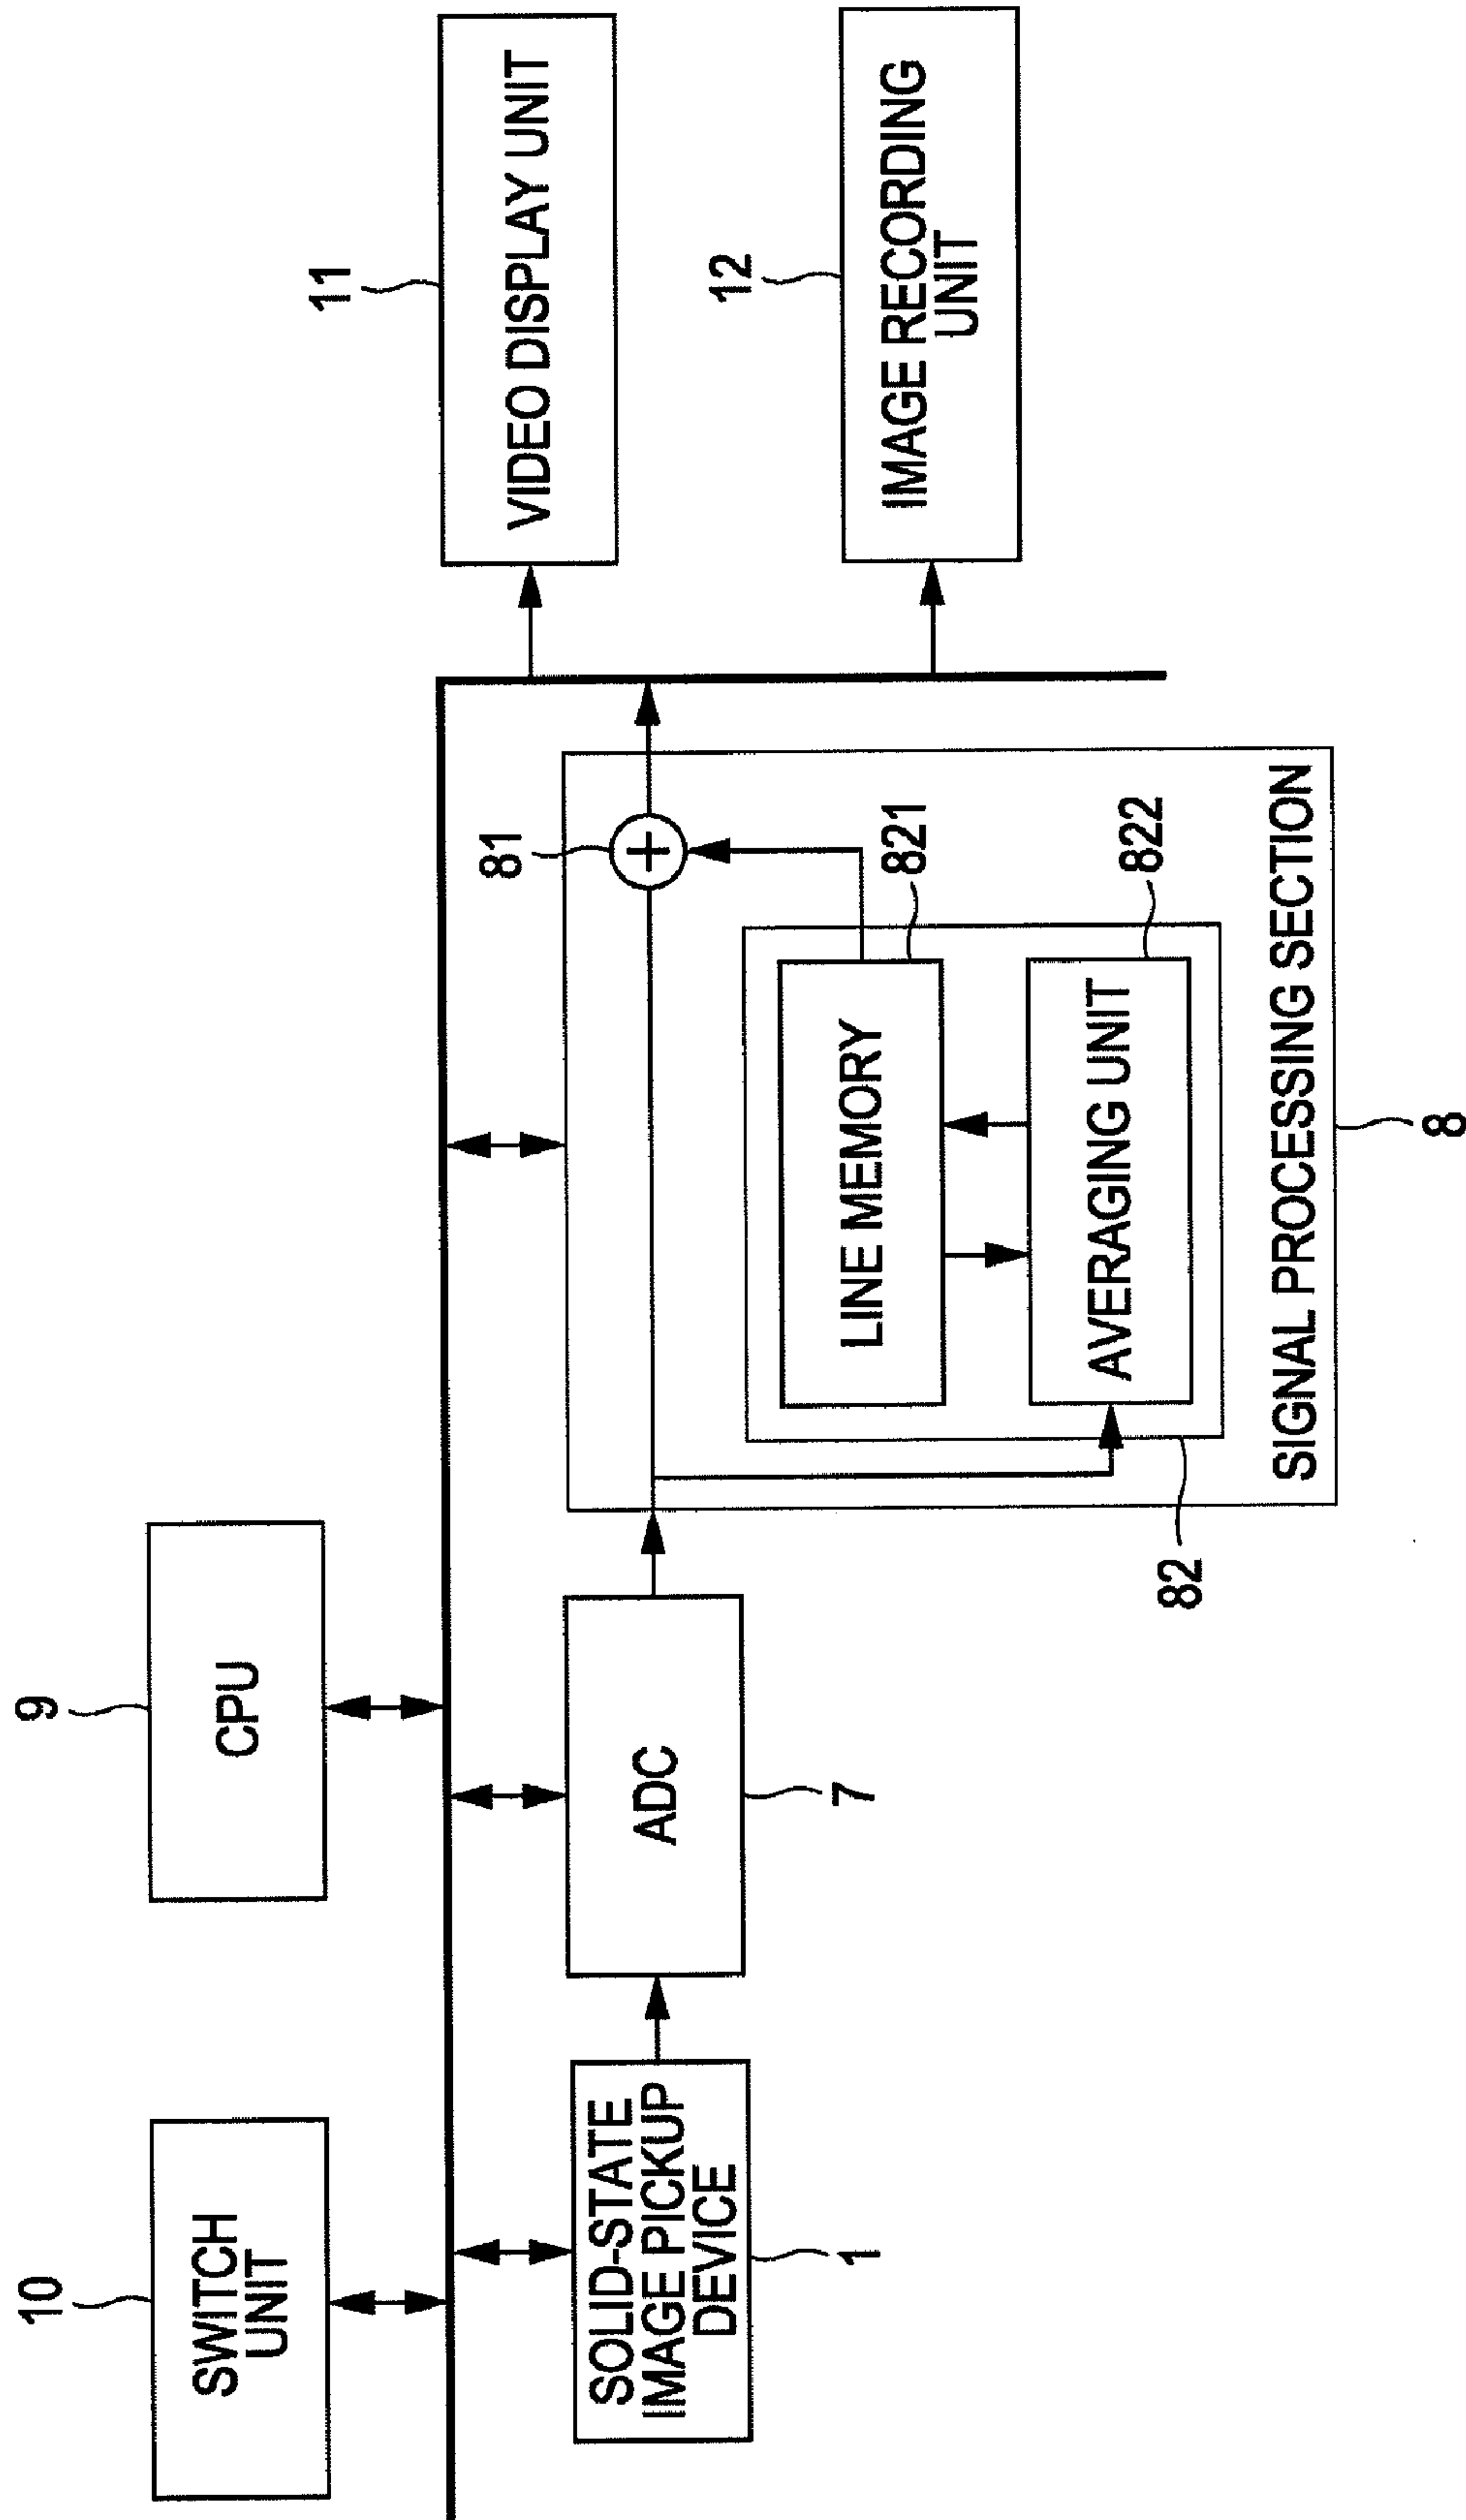 10
SWITCH
UNIT
9
CPU
SOLID-STATE
IMAGE PICKUP
DEVICE
1
ADC
7
81
LINE MEMORY
821
AVERAGING UNIT
822
82
SIGNAL PROCESSING SECTION
8
11
VIDEO DISPLAY UNIT
12
IMAGE RECORDING
UNIT